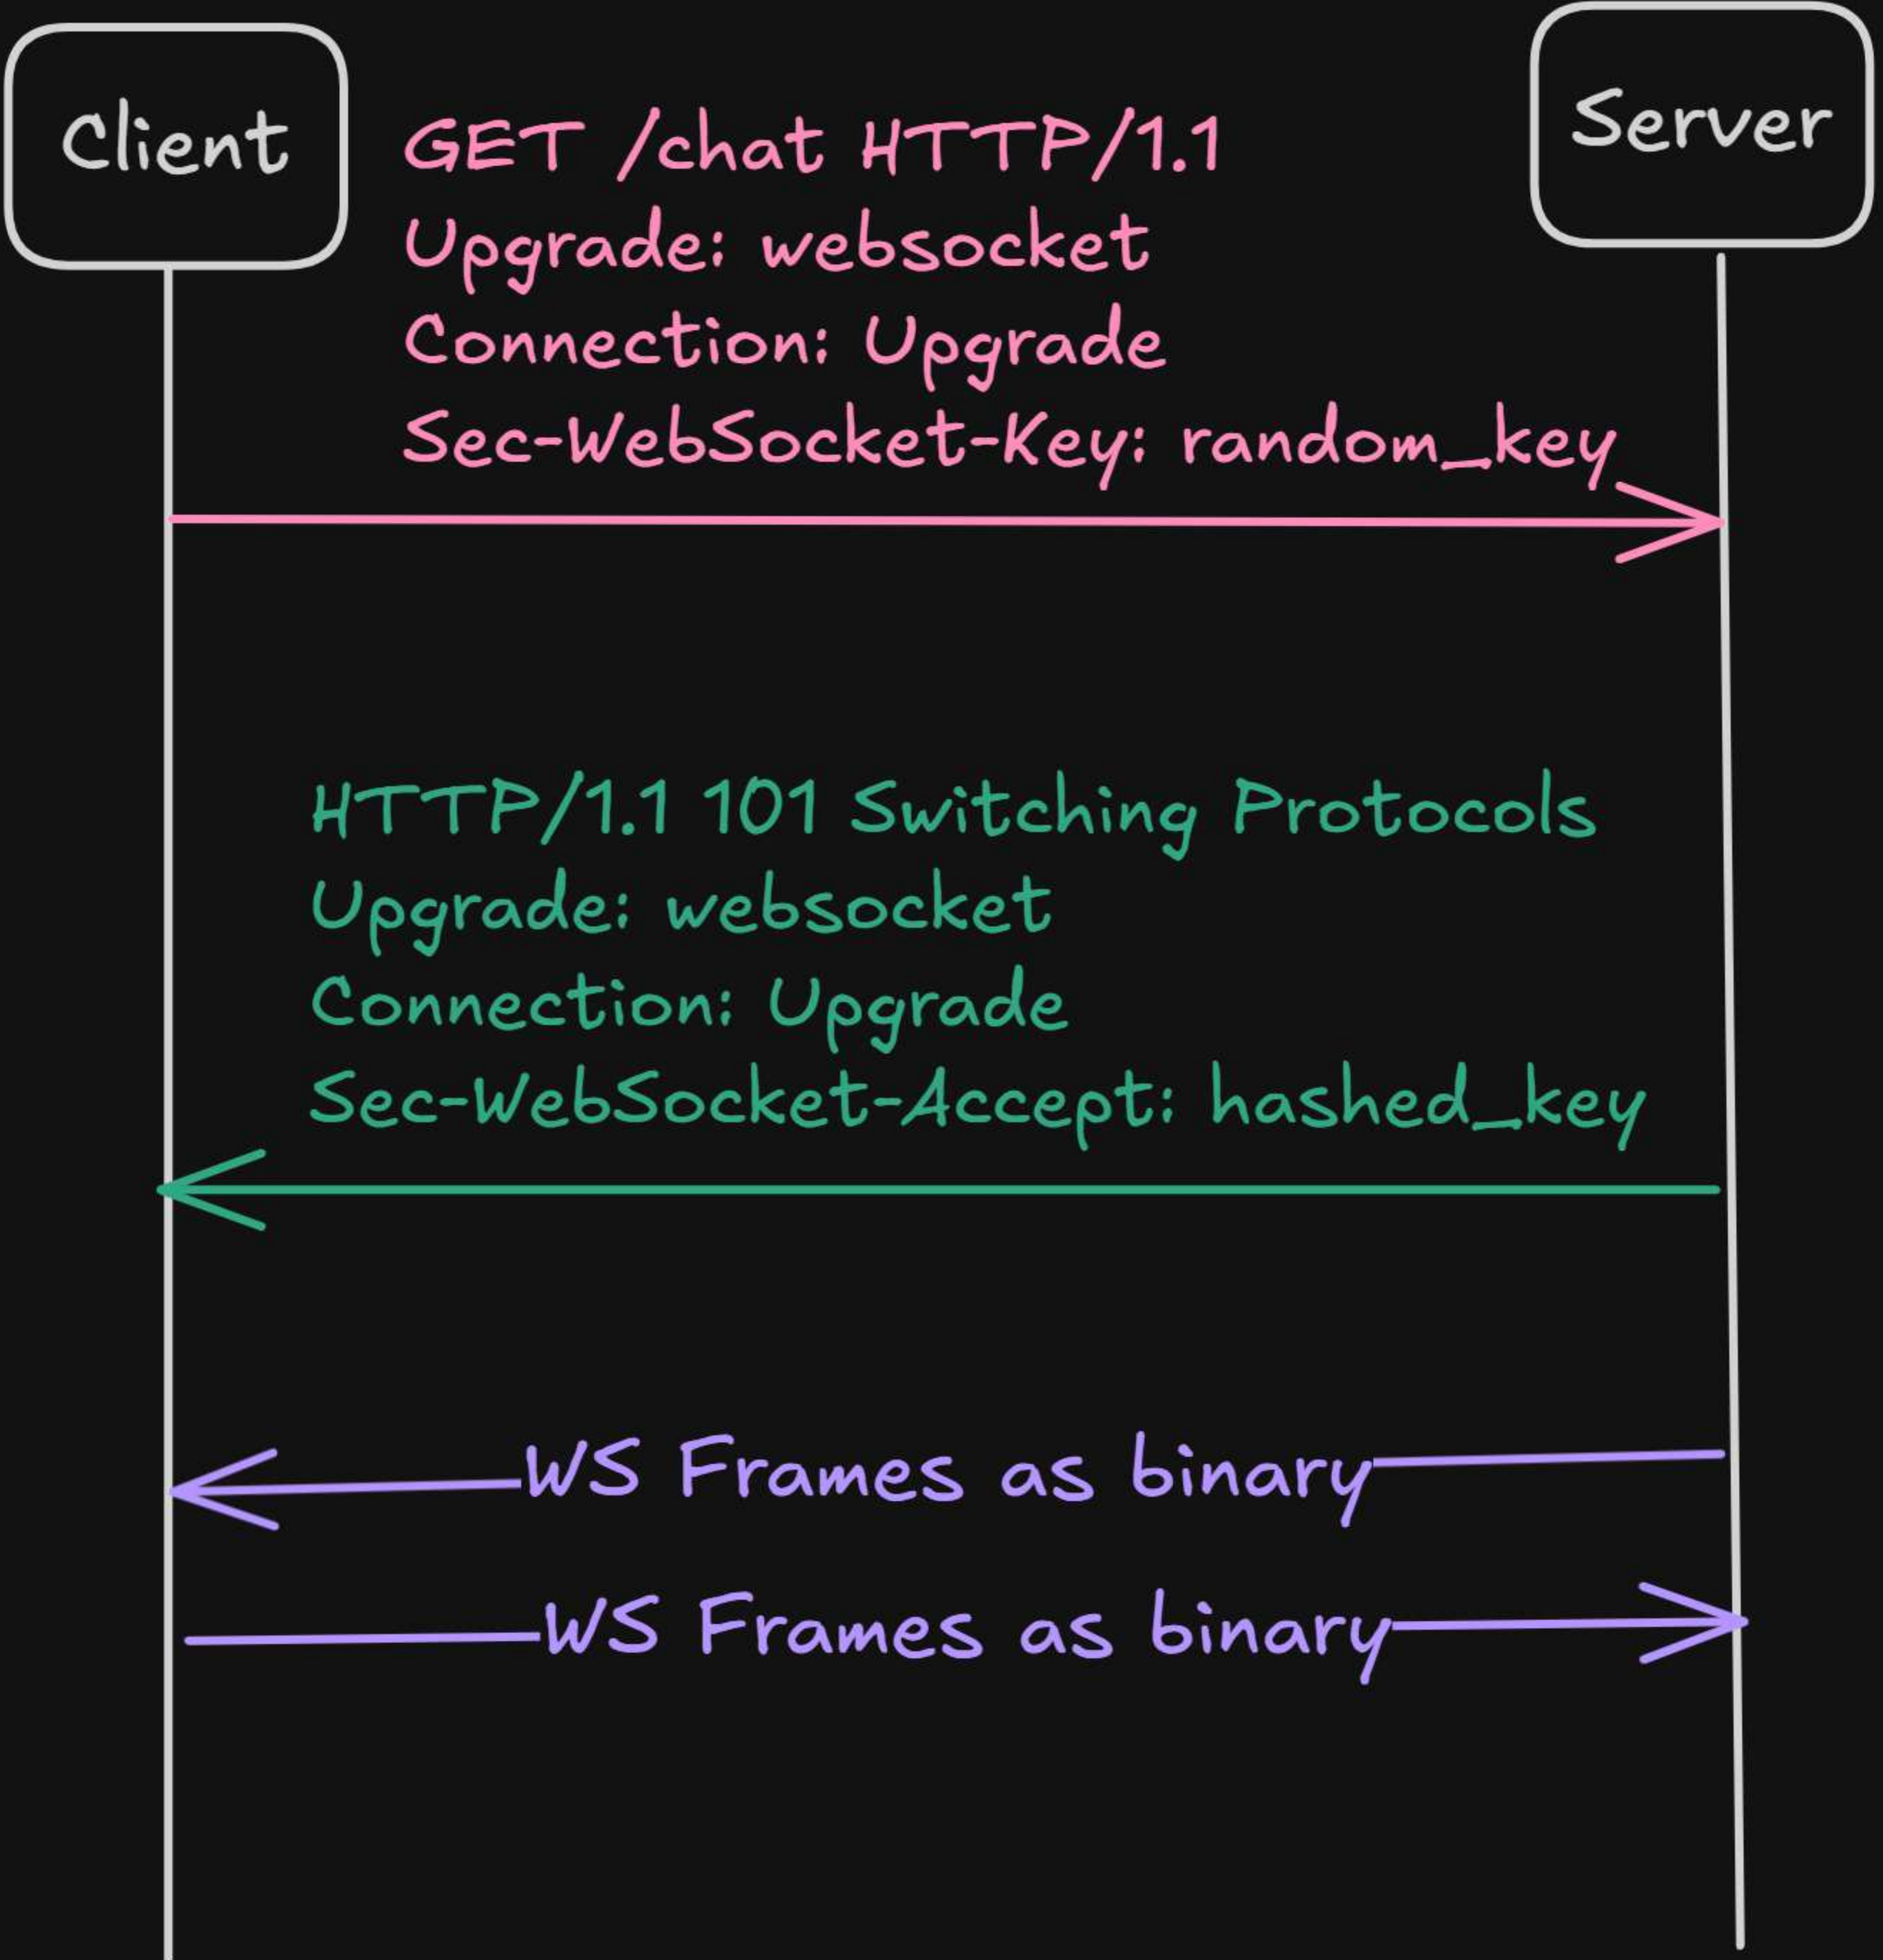 Client
Server
GET /chat HTTP/1.1
Upgrade: websocket
Connection: Upgrade
Sec-WebSocket-Key: random_key
HTTP/1.1 101 Switching Protocols
Upgrade: websocket
Connection: Upgrade
Sec-WebSocket-Accept: hashed_key
WS Frames as binary
WS Frames as binary